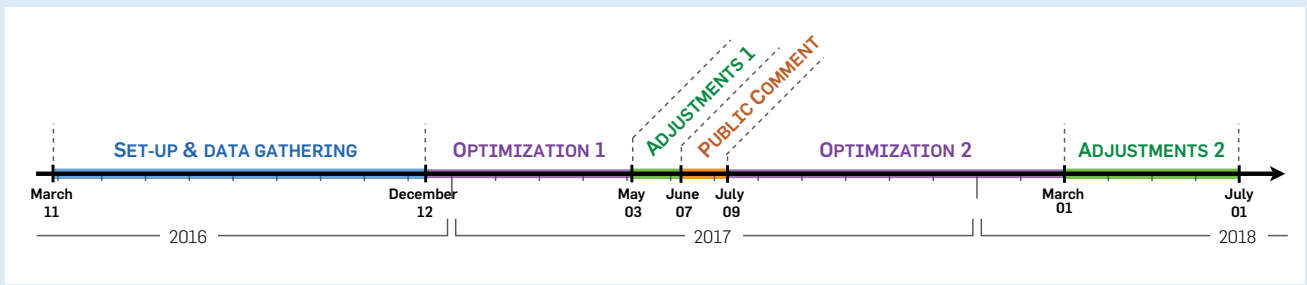 ADJUSTMENTS 1
PUBLIC COMMENT
SET-UP & DATA GATHERING
OPTIMIZATION 1
OPTIMIZATION 2
ADJUSTMENTS 2
March
11
December
12
May
03
June
07
July
09
March
01
July
01
2016
2017
2018